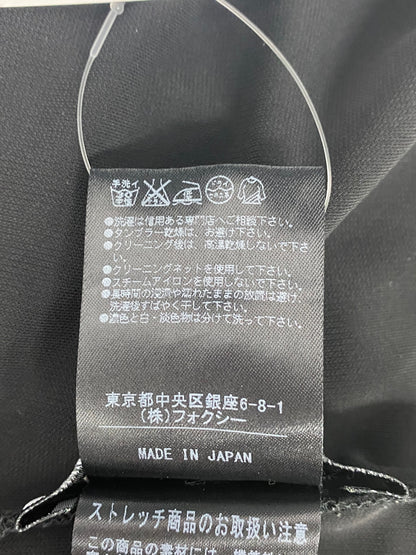 手洗イ
ドライ
●洗濯は信用ある専門店へご相談下さい。
●タンブラー乾燥は、お避け下さい。
●クリーニング後は、高温乾燥しないで下さい。
●クリーニングネットを使用して下さい。
●スチームアイロンを使用しないで下さい。
●長時間の浸漬や濡れたままの放置は避け、
洗濯後すばやく干して下さい。
●濃色と白・淡色物は分けて洗って下さい。
東京都中央区銀座6-8-1
(株)フォクシー
MADE IN JAPAN
ストレッチ商品のお取扱い注意
この商品の素材には、